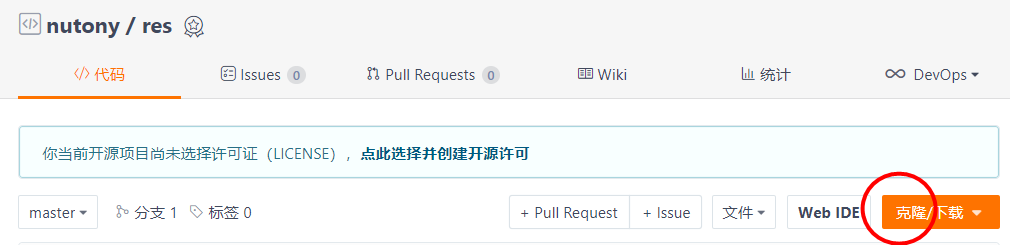 nutony / res
代码 Issues 0 Pull Requests 0 Wiki 统计 DevOps
你当前开源项目尚未选择许可证（LICENSE），点此选择并创建开源许可
master 分支 1 标签 0 + Pull Request + Issue 文件 Web IDE 克隆/下载